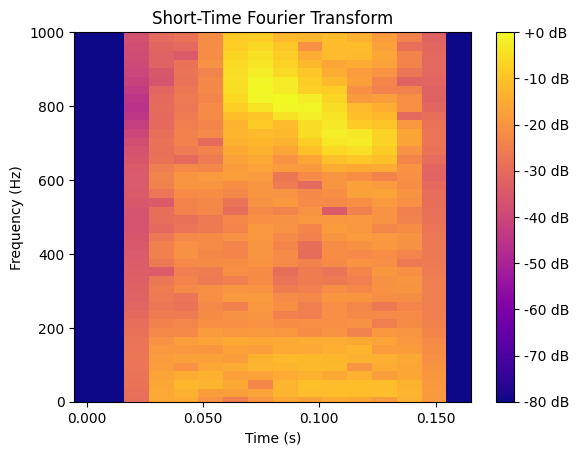 Short-Time Fourier Transform
1000
800
600
400
200
0
Frequency (Hz)
0.000
0.050
0.100
0.150
Time (s)
+0 dB
-10 dB
-20 dB
-30 dB
-40 dB
-50 dB
-60 dB
-70 dB
-80 dB